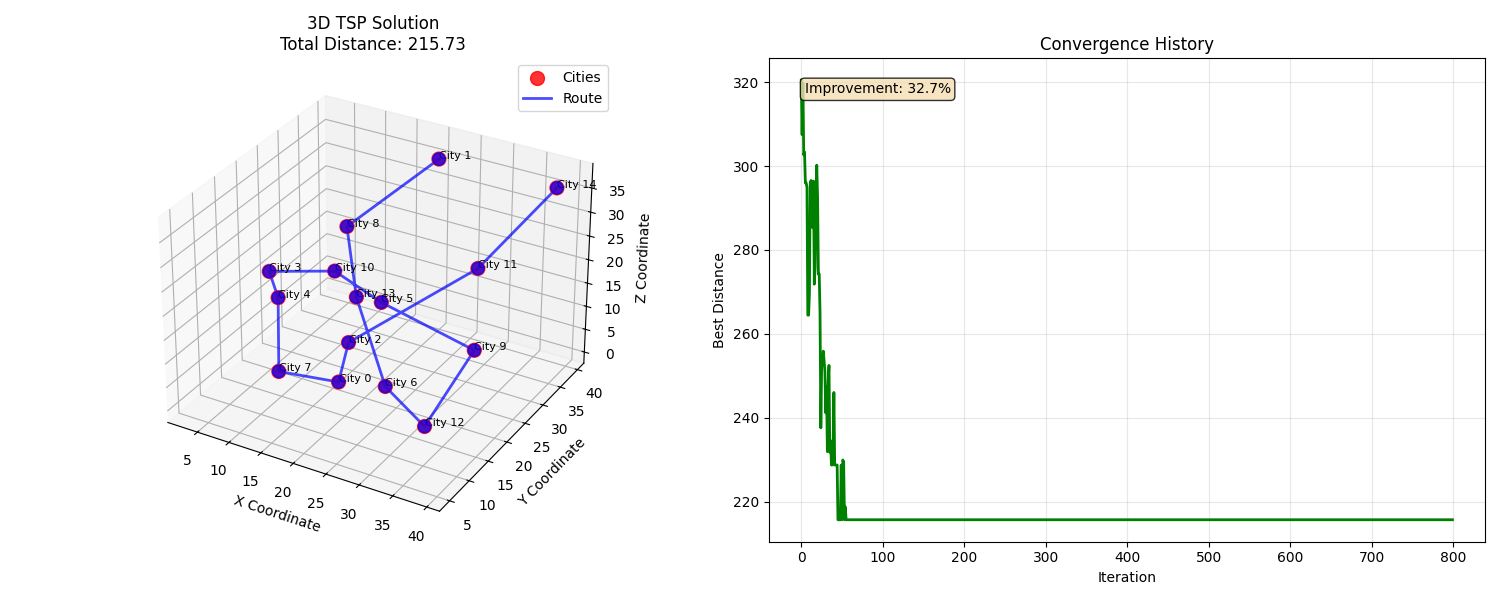 3D TSP Solution
Total Distance: 215.73
Cities
Route
City 1
City 14
City 8
City 11
City 3
City 10
City 4
City 13
City 5
City 2
City 9
City 7
City 0
City 6
City 12
35
30
25
20
15
10
5
0
Z Coordinate
5
10
15
20
25
30
35
40
X Coordinate
5
10
15
20
25
30
35
40
Y Coordinate
Convergence History
Improvement: 32.7%
320
300
280
260
240
220
Best Distance
0 100 200 300 400 500 600 700 800
Iteration